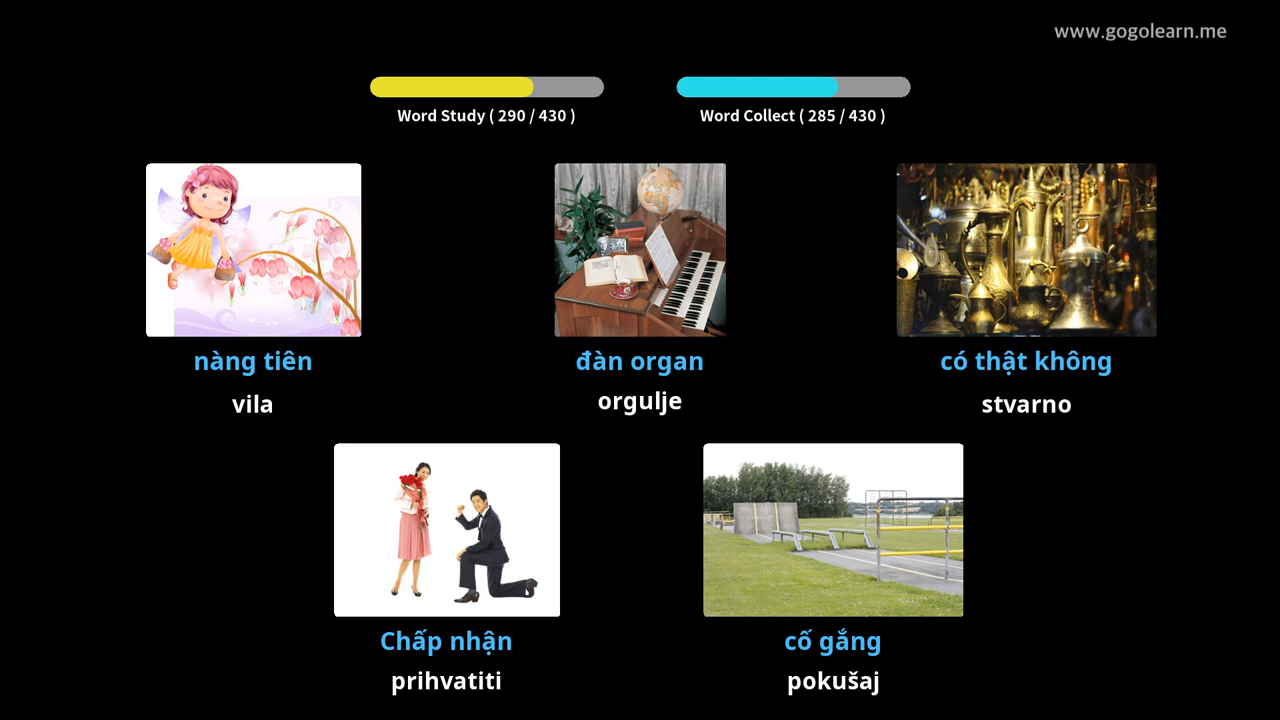 www.gogolearn.me
Word Study ( 290 / 430 )
Word Collect ( 285 / 430 )
nàng tiên
vila
đàn organ
orgulje
có thật không
stvarno
Chấp nhận
prihvatiti
cố gắng
pokušaj